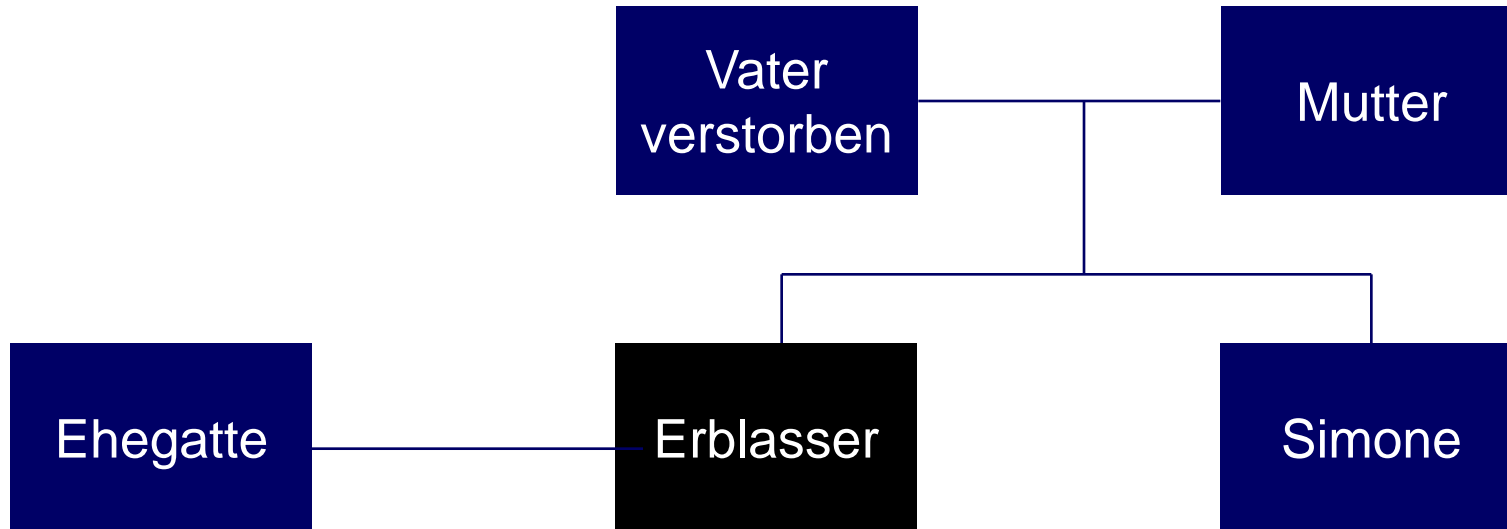 Vater
verstorben
Mutter
Ehegatte
Erblasser
Simone